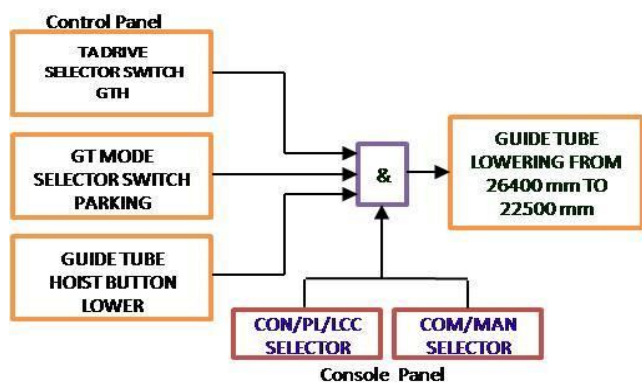 Control Panel
TA DRIVE
SELECTOR SWITCH
GTH
GT MODE
SELECTOR SWITCH
PARKING
GUIDE TUBE
HOIST BUTTON
LOWER
&
GUIDE TUBE
LOWERING FROM
26400 mm TO
22500 mm
CON/PL/LCC
SELECTOR
COM/MAN
SELECTOR
Console Panel